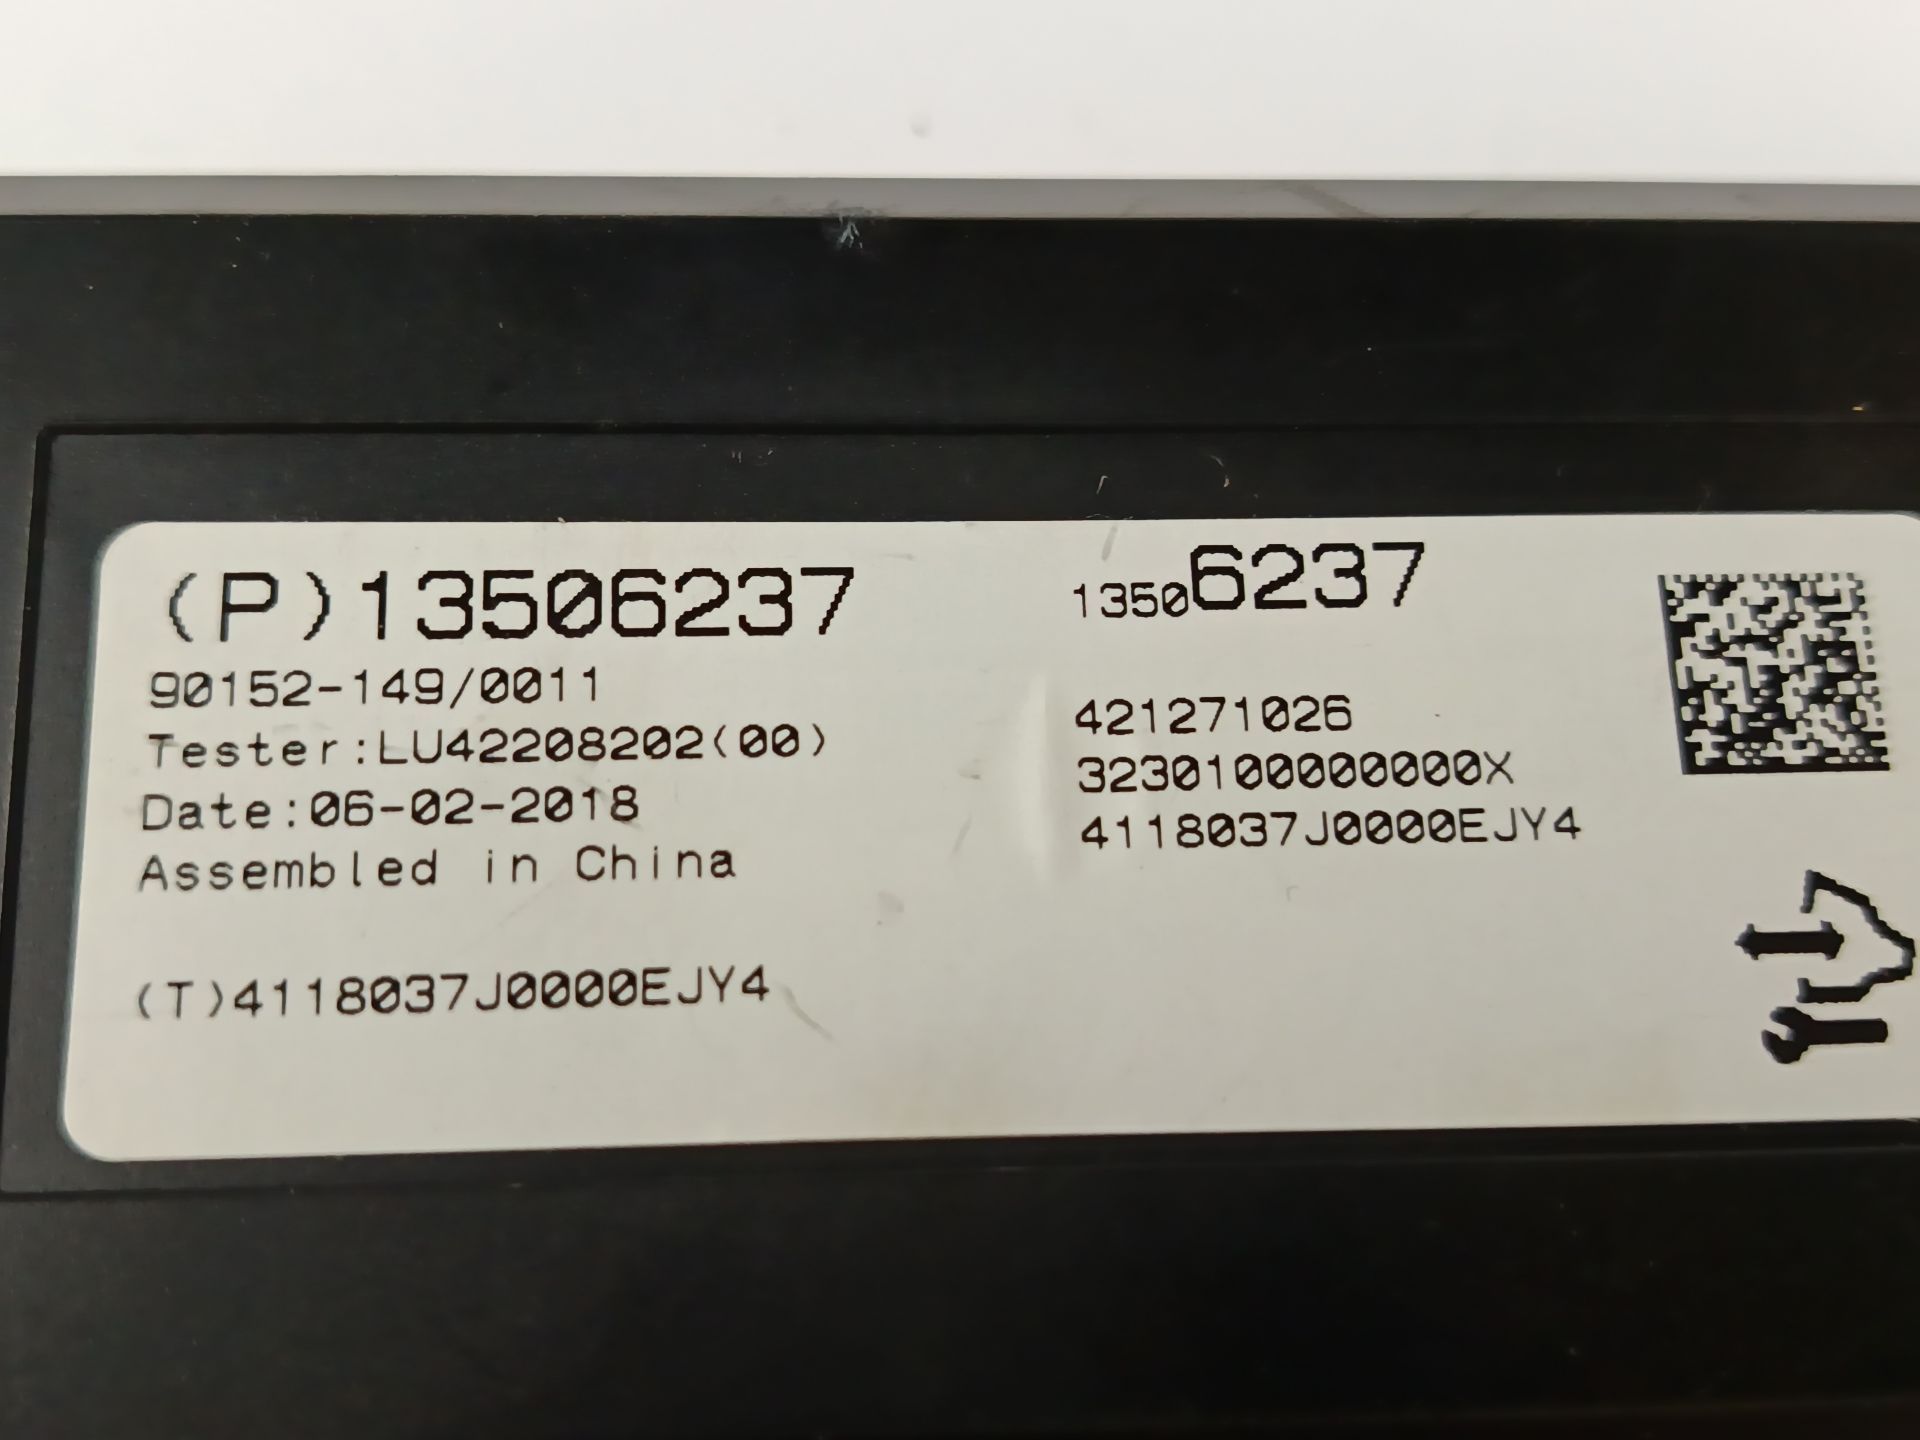 (P)13506237
90152-149/0011
Tester:LU42208202(00)
Date:06-02-2018
Assembled in China
(T)4118037J0000EJY4
13506237
421271026
3230100000000X
4118037J0000EJY4